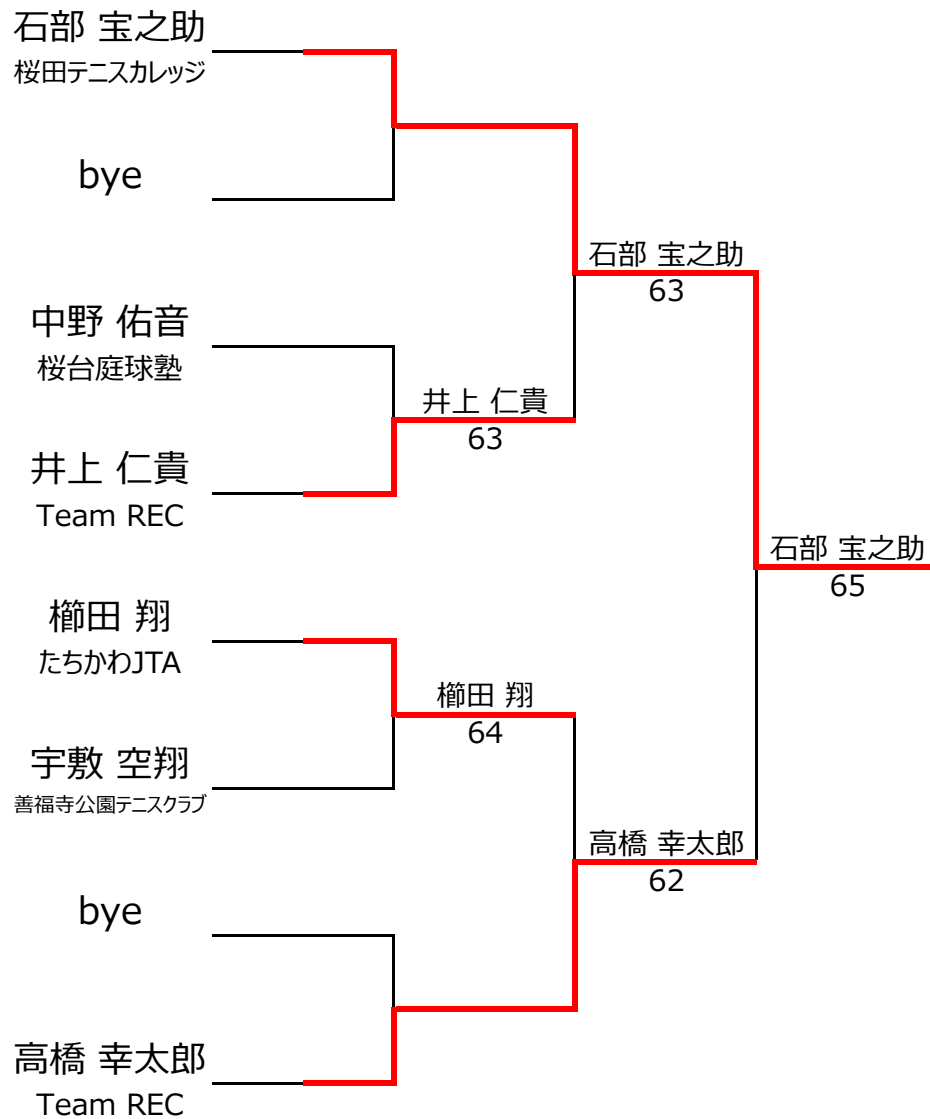 石部 宝之助
桜田テニスカレッジ
bye
石部 宝之助
63
中野 佑音
桜台庭球塾
井上 仁貴
63
井上 仁貴
Team REC
石部 宝之助
65
櫛田 翔
たちかわJTA
櫛田 翔
64
宇敷 空翔
善福寺公園テニスクラブ
高橋 幸太郎
62
bye
高橋 幸太郎
Team REC